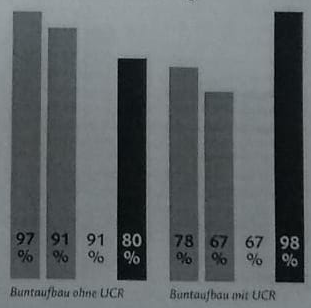 97 91 91 80 78 67 67 98
% % % % % % % %
Buntaufbau ohne UCR Buntaufbau mit UCR